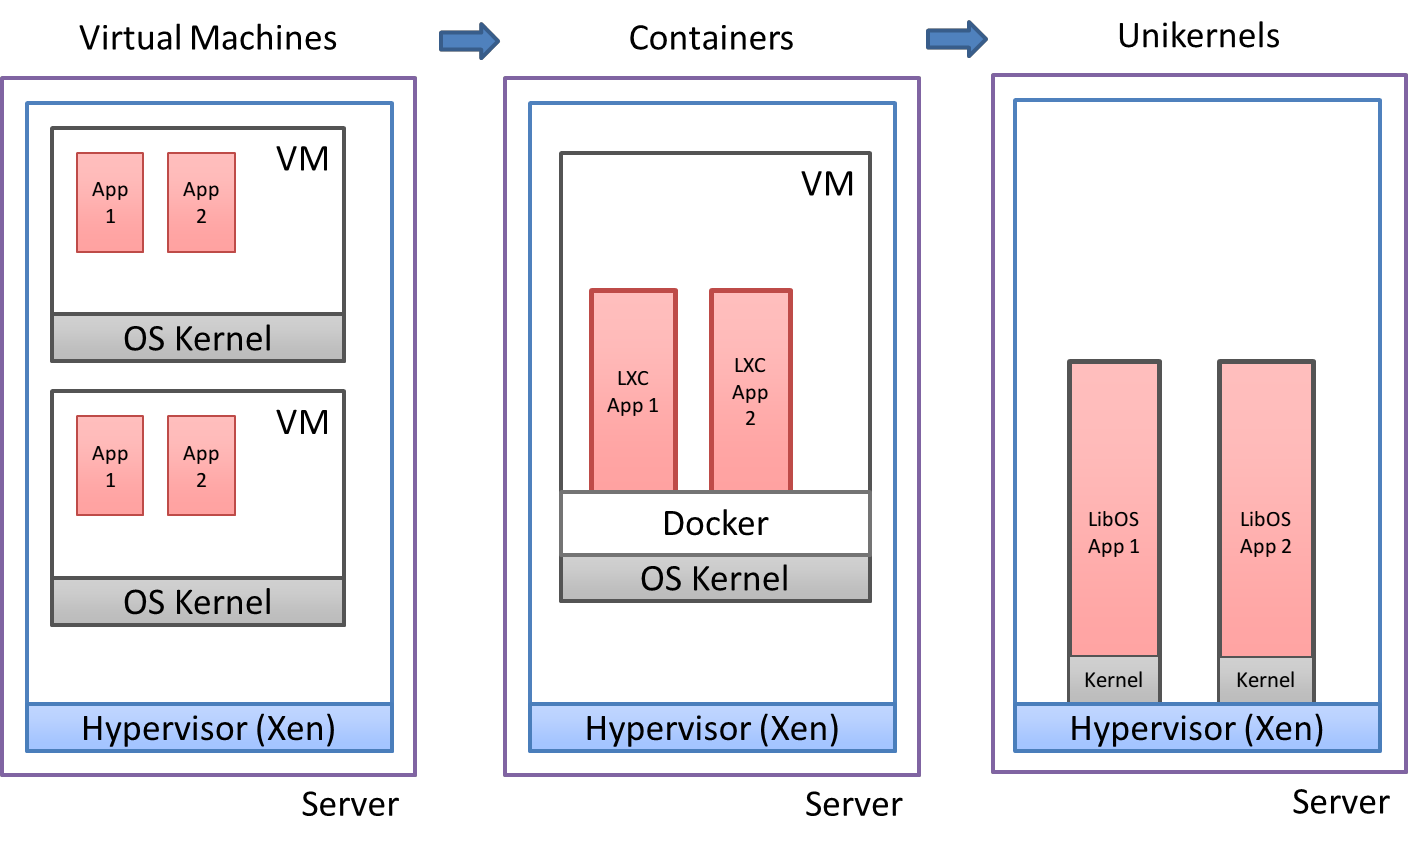 Virtual Machines
Containers
Unikernels
VM
App
1
App
2
OS Kernel
VM
App
1
App
2
OS Kernel
Hypervisor (Xen)
Server
VM
LXC
App 1
LXC
App
2
Docker
OS Kernel
Hypervisor (Xen)
Server
LibOS
App 1
LibOS
App 2
Kernel
Kernel
Hypervisor (Xen)
Server